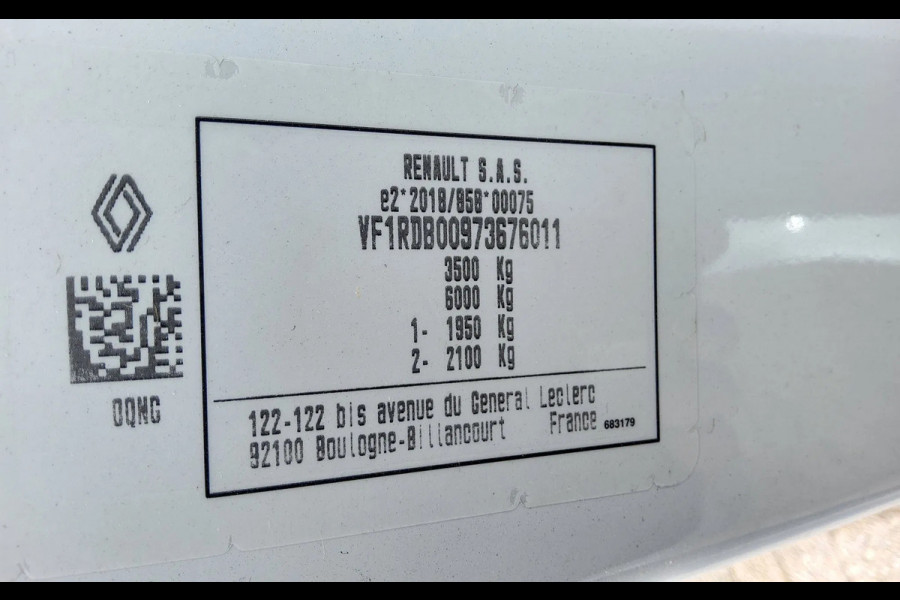 RENAULT S.A.S.
e2*2018/858*00075
VF1RDB00973676011
3500 Kg
6000 Kg
1- 1950 Kg
2- 2100 Kg
122-122 bis avenue du General Leclerc
92100 Boulogne-Billancourt France 683179
OQNG